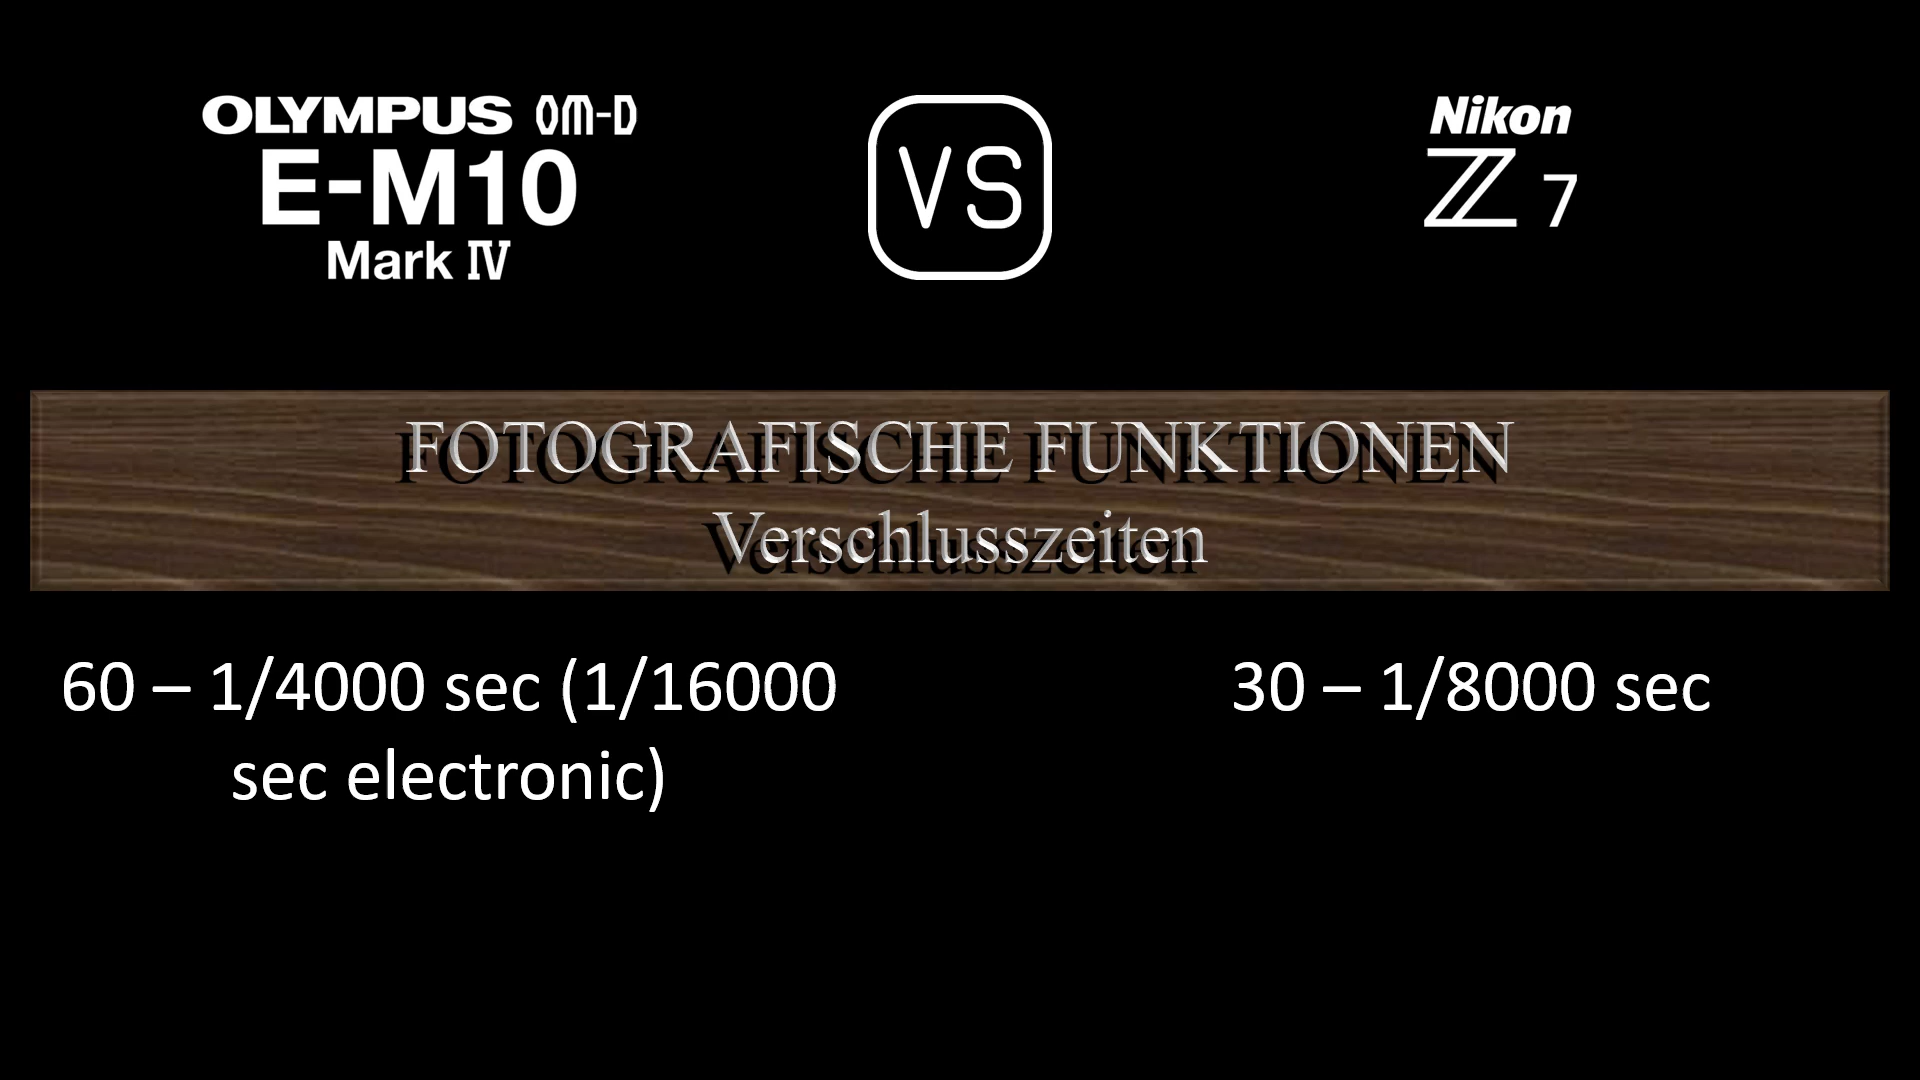 OLYMPUS OM-D
E-M10
Mark IV
VS
Nikon
Z 7
FOTOGRAFISCHE FUNKTIONEN
Verschlusszeiten
60 – 1/4000 sec (1/16000
sec electronic)
30 – 1/8000 sec